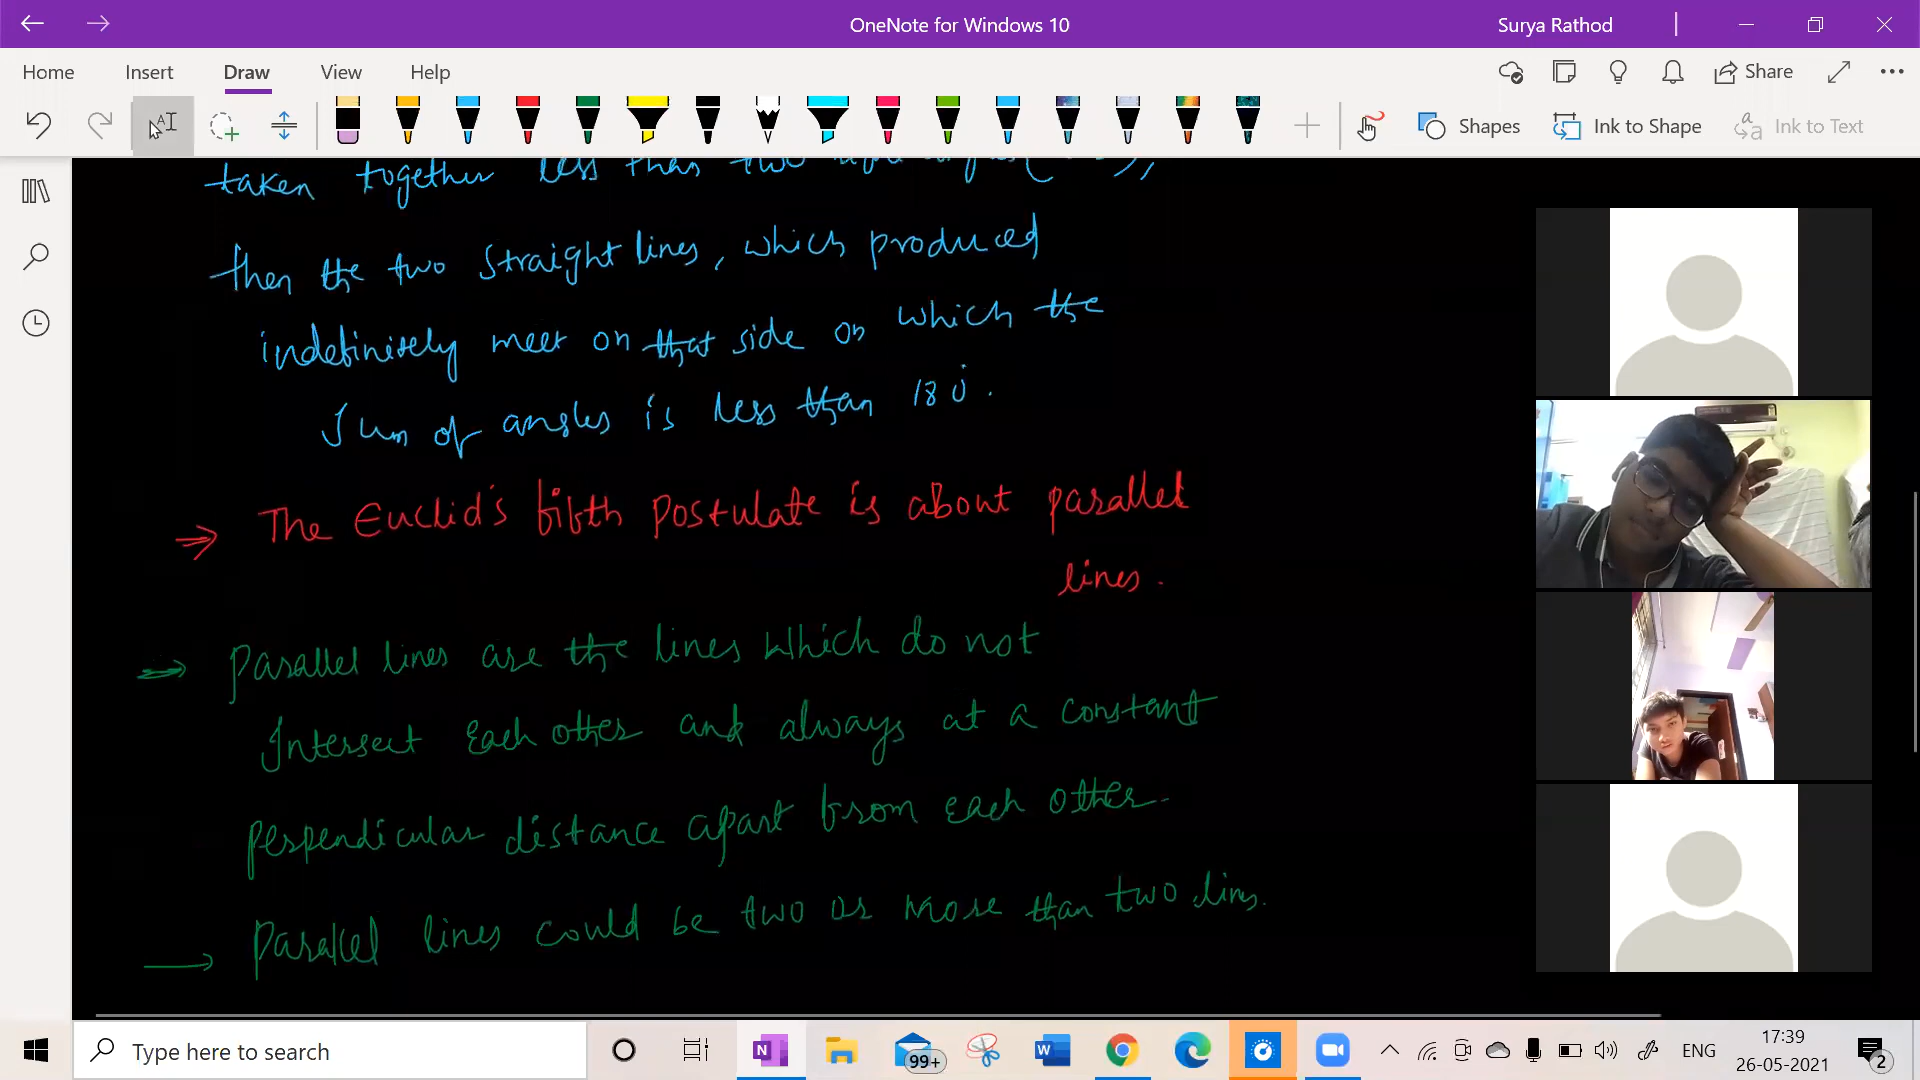 OneNote for Windows 10
Surya Rathod
Home Insert Draw View Help
Share
Shapes Ink to Shape Ink to Text
taken together less than two
then the two straight lines, which produced
indefinitely meet on that side on which the
Sum of angles is less than 180°.
⇒ The Euclid's fifth postulate is about parallel
lines.
⇒ Parallel lines are the lines which do not
Intersect Each other and always at a constant
perpendicular distance apart from each other.
→ Parallel lines could be two or more than two lines.
Type here to search
99+
ENG
17:39
26-05-2021
2